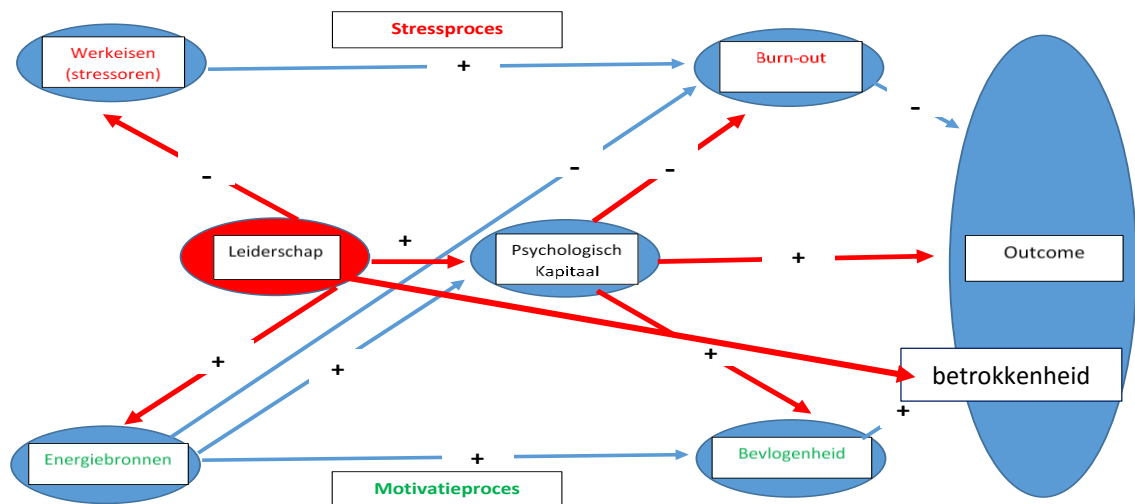 Stressproces
Werkeisen
(stressoren)
Burn-out
+
-
-
-
-
Leiderschap
+
Psychologisch
Kapitaal
+
Outcome
+
+
+
betrokkenheid
+
Energiebronnen
+
Bevlogenheid
Motivatieproces